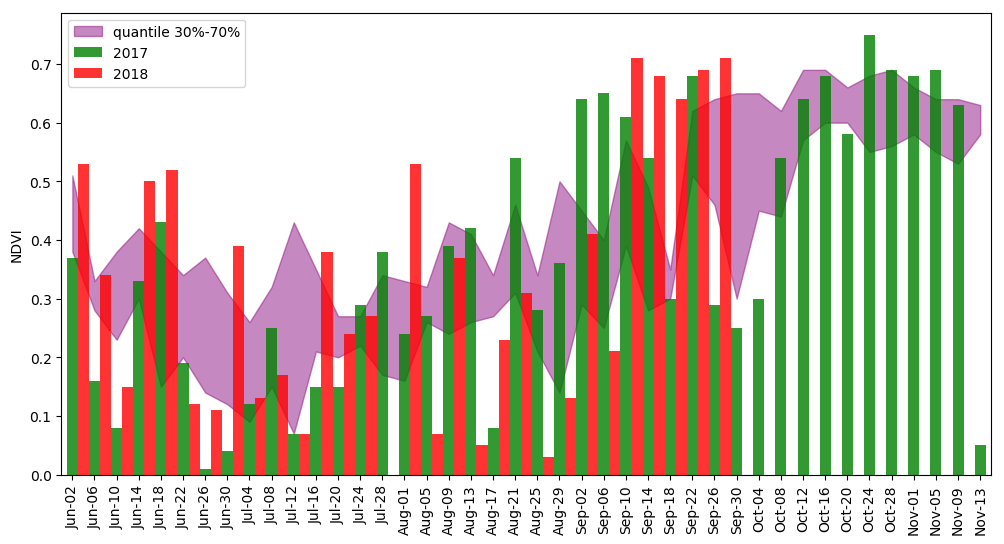 quantile 30%-70%
2017
2018
NDVI
0.7
0.6
0.5
0.4
0.3
0.2
0.1
0.0
Jun-02
Jun-06
Jun-10
Jun-14
Jun-18
Jun-22
Jun-26
Jun-30
Jul-04
Jul-08
Jul-12
Jul-16
Jul-20
Jul-24
Jul-28
Aug-01
Aug-05
Aug-09
Aug-13
Aug-17
Aug-21
Aug-25
Aug-29
Sep-02
Sep-06
Sep-10
Sep-14
Sep-18
Sep-22
Sep-26
Sep-30
Oct-04
Oct-08
Oct-12
Oct-16
Oct-20
Oct-24
Oct-28
Nov-01
Nov-05
Nov-09
Nov-13